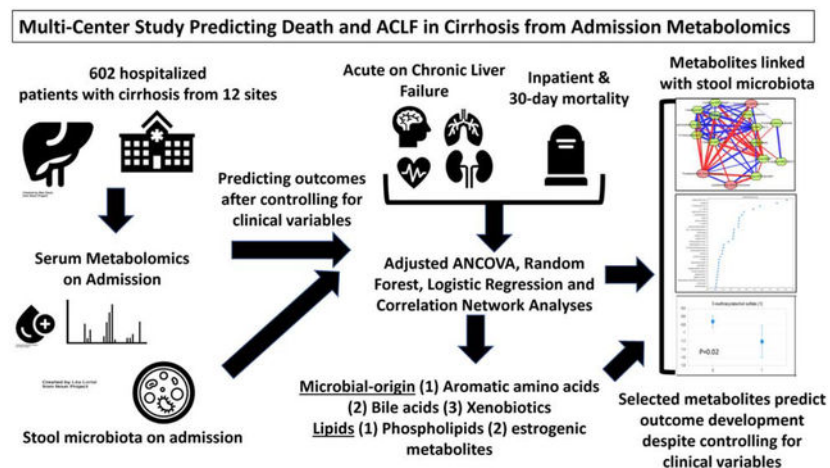 Multi-Center Study Predicting Death and ACLF in Cirrhosis from Admission Metabolomics
602 hospitalized
patients with cirrhosis from 12 sites
Serum Metabolomics
on Admission
Stool microbiota on admission
Predicting outcomes
after controlling for
clinical variables
Acute on Chronic Liver
Failure
Inpatient &
30-day mortality
Adjusted ANCOVA, Random
Forest, Logistic Regression and
Correlation Network Analyses
Microbial-origin (1) Aromatic amino acids
(2) Bile acids (3) Xenobiotics
Lipids (1) Phospholipids (2) estrogenic
metabolites
Metabolites linked
with stool microbiota
P=0.02
Selected metabolites predict
outcome development
despite controlling for
clinical variables